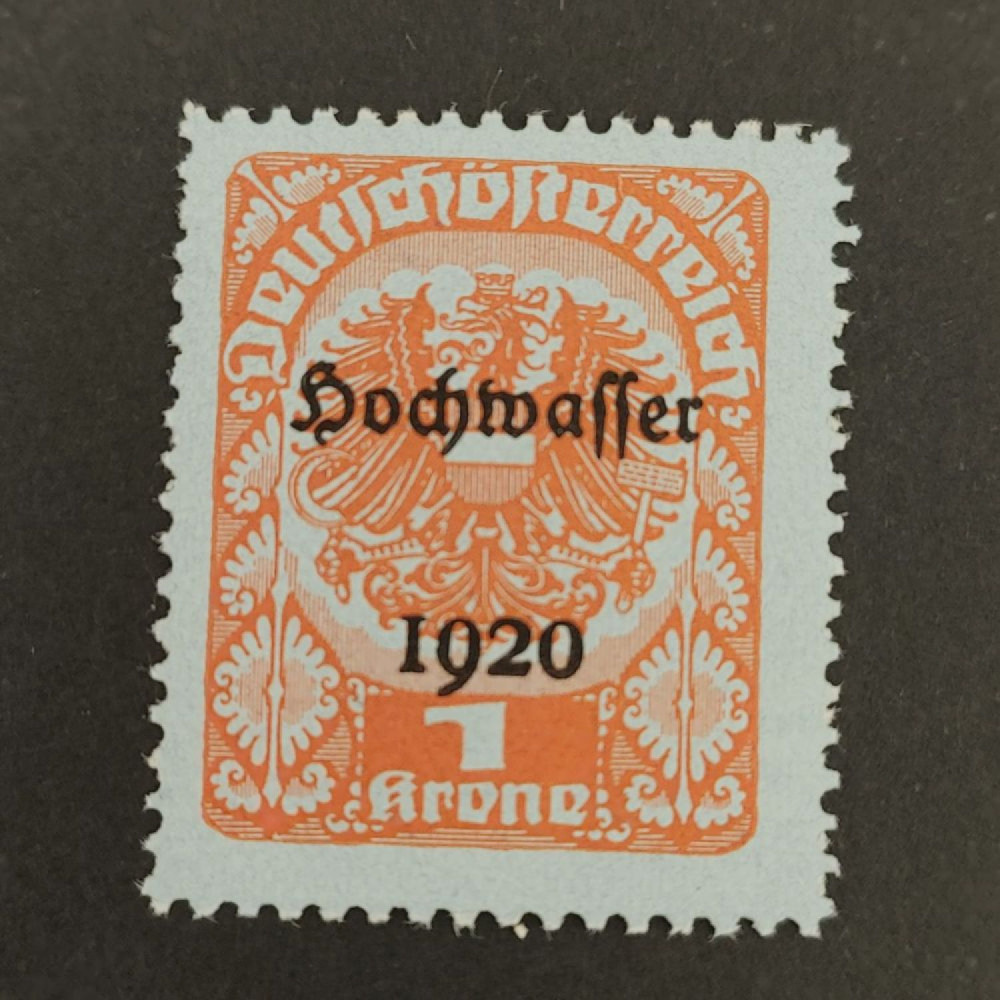 Deutschösterreich
Hochwasser
1920
1
Krone